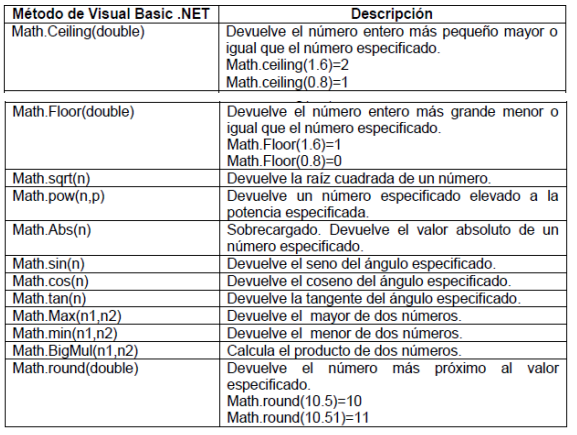 Método de Visual Basic .NET Descripción
Math.Ceiling(double) Devuelve el número entero más pequeño mayor o
igual que el número especificado.
Math.ceiling(1.6)=2
Math.ceiling(0.8)=1
Math.Floor(double) Devuelve el número entero más grande menor o
igual que el número especificado.
Math.Floor(1.6)=1
Math.Floor(0.8)=0
Math.sqrt(n) Devuelve la raíz cuadrada de un número.
Math.pow(n,p) Devuelve un número especificado elevado a la
potencia especificada.
Math.Abs(n) Sobrecargado. Devuelve el valor absoluto de un
número especificado.
Math.sin(n) Devuelve el seno del ángulo especificado.
Math.cos(n) Devuelve el coseno del ángulo especificado.
Math.tan(n) Devuelve la tangente del ángulo especificado.
Math.Max(n1,n2) Devuelve el mayor de dos números.
Math.min(n1,n2) Devuelve el menor de dos números.
Math.BigMul(n1,n2) Calcula el producto de dos números.
Math.round(double) Devuelve el número más próximo al valor
especificado.
Math.round(10.5)=10
Math.round(10.51)=11